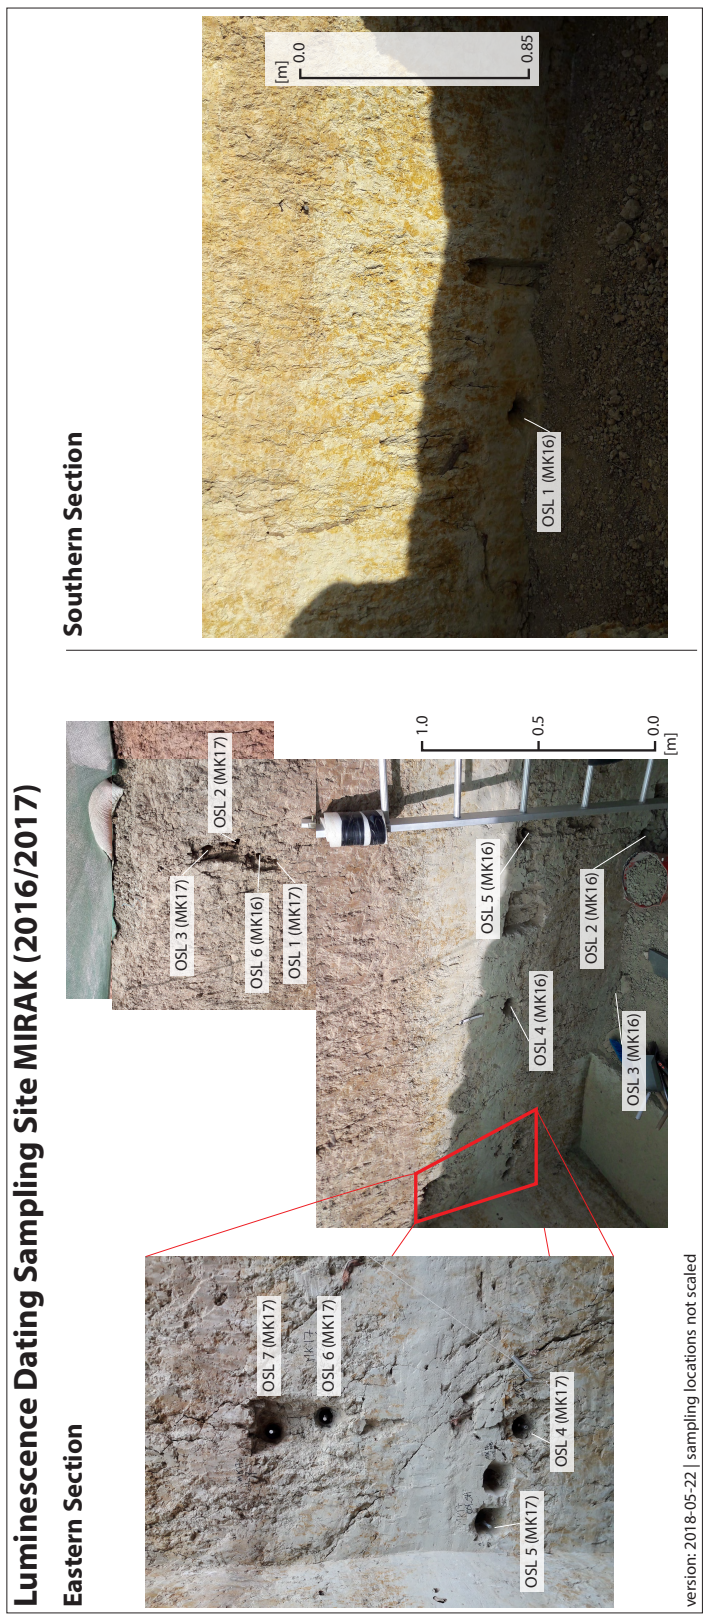 Luminescence Dating Sampling Site MIRAK (2016/2017)
Eastern Section
OSL 7 (MK17)
OSL 6 (MK17)
OSL 5 (MK17)
OSL 4 (MK17)
OSL 3 (MK17)
OSL 2 (MK17)
OSL 6 (MK16)
OSL 1 (MK17)
OSL 5 (MK16)
OSL 4 (MK16)
OSL 2 (MK16)
OSL 3 (MK16)
1.0
0.5
0.0
[m]
Southern Section
[m]
0.0
0.85
OSL 1 (MK16)
version: 2018-05-22 | sampling locations not scaled